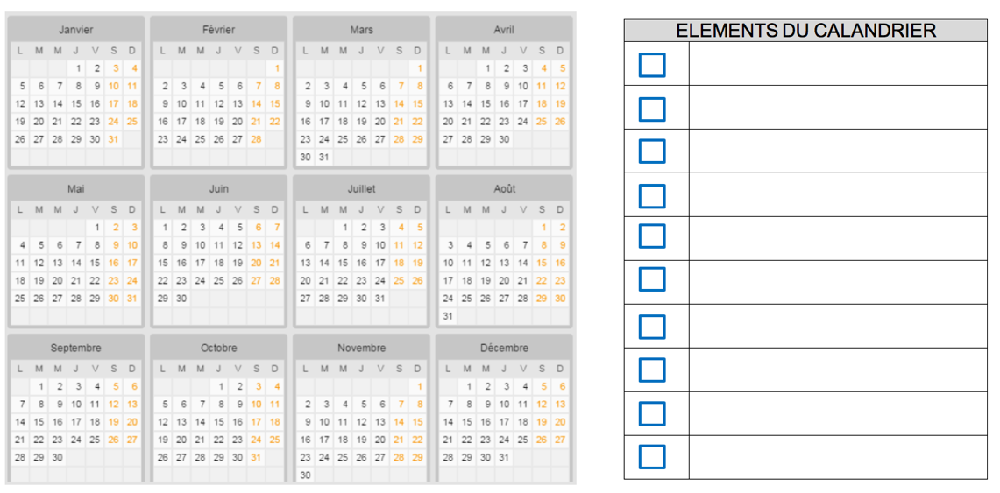 Janvier
L M M J V S D
1 2 3 4
5 6 7 8 9 10 11
12 13 14 15 16 17 18
19 20 21 22 23 24 25
26 27 28 29 30 31
Février
L M M J V S D
1
2 3 4 5 6 7 8
9 10 11 12 13 14 15
16 17 18 19 20 21 22
23 24 25 26 27 28
Mars
L M M J V S D
1
2 3 4 5 6 7 8
9 10 11 12 13 14 15
16 17 18 19 20 21 22
23 24 25 26 27 28 29
30 31
Avril
L M M J V S D
1 2 3 4 5
6 7 8 9 10 11 12
13 14 15 16 17 18 19
20 21 22 23 24 25 26
27 28 29 30
Mai
L M M J V S D
1 2 3
4 5 6 7 8 9 10
11 12 13 14 15 16 17
18 19 20 21 22 23 24
25 26 27 28 29 30 31
Juin
L M M J V S D
1 2 3 4 5 6 7
8 9 10 11 12 13 14
15 16 17 18 19 20 21
22 23 24 25 26 27 28
29 30
Juillet
L M M J V S D
1 2 3 4 5
6 7 8 9 10 11 12
13 14 15 16 17 18 19
20 21 22 23 24 25 26
27 28 29 30 31
Août
L M M J V S D
1 2
3 4 5 6 7 8 9
10 11 12 13 14 15 16
17 18 19 20 21 22 23
24 25 26 27 28 29 30
31
Septembre
L M M J V S D
1 2 3 4 5 6
7 8 9 10 11 12 13
14 15 16 17 18 19 20
21 22 23 24 25 26 27
28 29 30
Octobre
L M M J V S D
1 2 3 4
5 6 7 8 9 10 11
12 13 14 15 16 17 18
19 20 21 22 23 24 25
26 27 28 29 30 31
Novembre
L M M J V S D
1
2 3 4 5 6 7 8
9 10 11 12 13 14 15
16 17 18 19 20 21 22
23 24 25 26 27 28 29
30
Décembre
L M M J V S D
1 2 3 4 5 6
7 8 9 10 11 12 13
14 15 16 17 18 19 20
21 22 23 24 25 26 27
28 29 30 31
ELEMENTS DU CALANDRIER